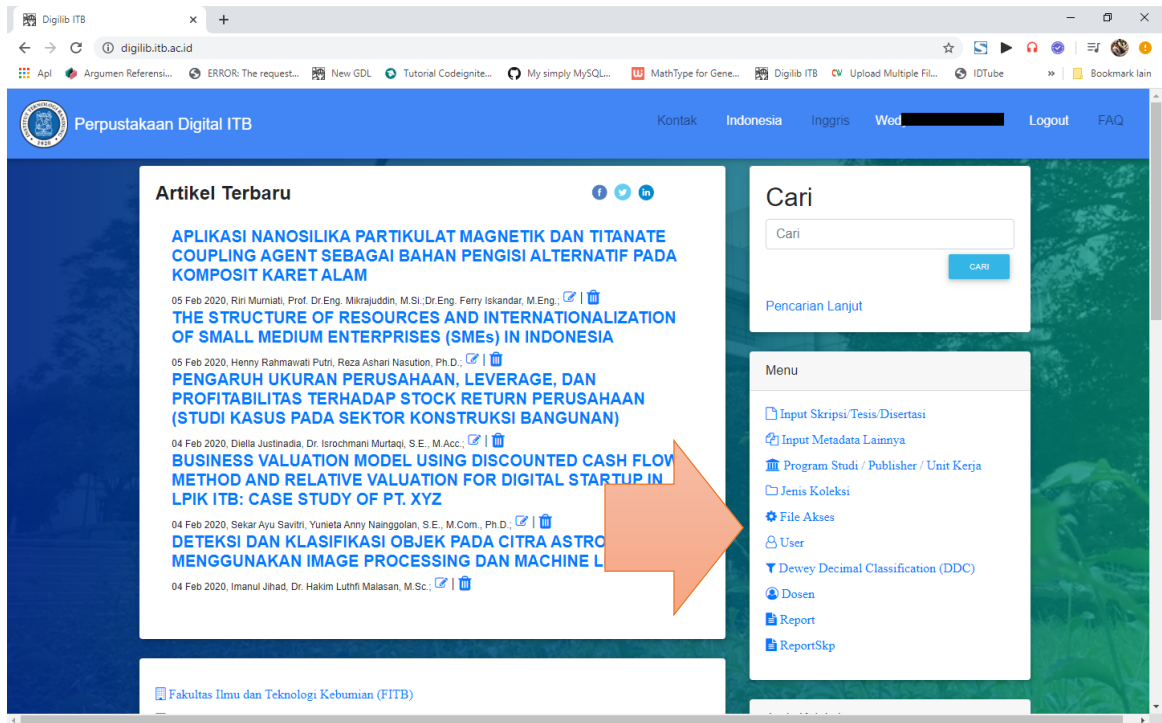 Digilib ITB
digilib.itb.ac.id
Apl Argumen Referensi... ERROR: The request... New GDL Tutorial Codeignite... My simply MySQL... MathType for Gene... Digilib ITB Upload Multiple Fil... IDTube » Bookmark lain
Perpustakaan Digital ITB Kontak Indonesia Inggris Wed Logout FAQ
Artikel Terbaru
APLIKASI NANOSILIKA PARTIKULAT MAGNETIK DAN TITANATE
COUPLING AGENT SEBAGAI BAHAN PENGISI ALTERNATIF PADA
KOMPOSIT KARET ALAM
05 Feb 2020, Riri Murniati, Prof. Dr.Eng. Mikrajuddin, M.Si.;Dr.Eng. Ferry Iskandar, M.Eng.; |
THE STRUCTURE OF RESOURCES AND INTERNATIONALIZATION
OF SMALL MEDIUM ENTERPRISES (SMEs) IN INDONESIA
05 Feb 2020, Henny Rahmawati Putri, Reza Ashari Nasution, Ph.D.; |
PENGARUH UKURAN PERUSAHAAN, LEVERAGE, DAN
PROFITABILITAS TERHADAP STOCK RETURN PERUSAHAAN
(STUDI KASUS PADA SEKTOR KONSTRUKSI BANGUNAN)
04 Feb 2020, Diella Justinadia, Dr. Isrochmani Murtaqi, S.E., M.Acc.; |
BUSINESS VALUATION MODEL USING DISCOUNTED CASH FLOW
METHOD AND RELATIVE VALUATION FOR DIGITAL STARTUP IN
LPIK ITB: CASE STUDY OF PT. XYZ
04 Feb 2020, Sekar Ayu Savitri, Yunieta Anny Nainggolan, S.E., M.Com., Ph.D.; |
DETEKSI DAN KLASIFIKASI OBJEK PADA CITRA ASTRO
MENGGUNAKAN IMAGE PROCESSING DAN MACHINE L
04 Feb 2020, Imanul Jihad, Dr. Hakim Luthfi Malasan, M.Sc.; |
Fakultas Ilmu dan Teknologi Kebumian (FITB)
Cari
Cari
CARI
Pencarian Lanjut
Menu
Input Skripsi/Tesis/Disertasi
Input Metadata Lainnya
Program Studi / Publisher / Unit Kerja
Jenis Koleksi
File Akses
User
Dewey Decimal Classification (DDC)
Dosen
Report
ReportSkp